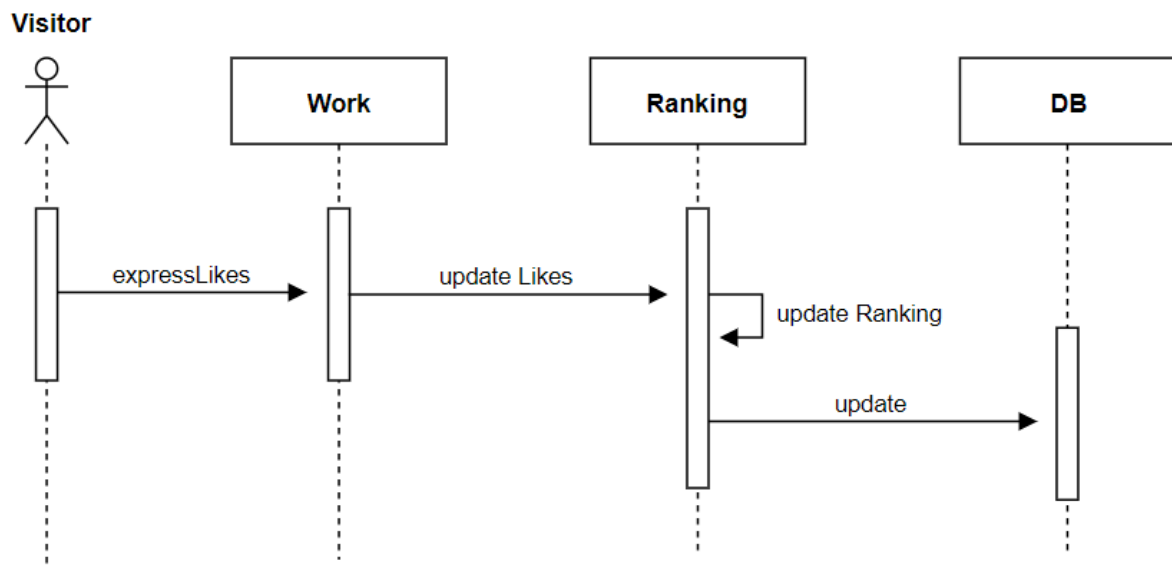 Visitor
Work
Ranking
DB
expressLikes
update Likes
update Ranking
update